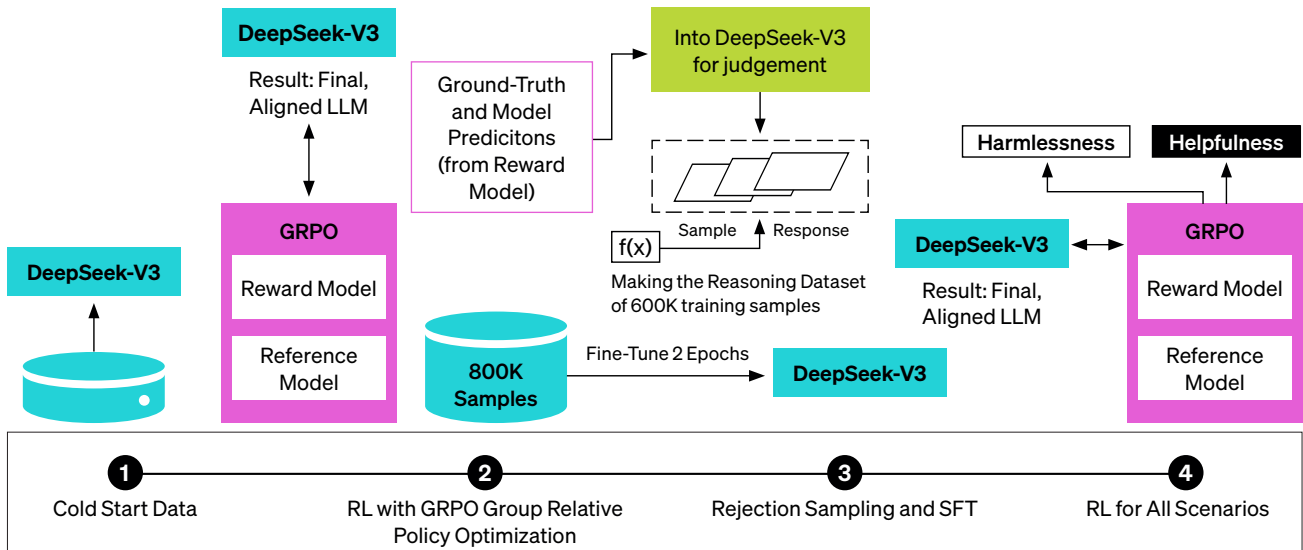 DeepSeek-V3
DeepSeek-V3
Result: Final,
Aligned LLM
GRPO
Reward Model
Reference
Model
Ground-Truth
and Model
Predicitons
(from Reward
Model)
Into DeepSeek-V3
for judgement
Sample
Response
f(x)
Making the Reasoning Dataset
of 600K training samples
800K
Samples
Fine-Tune 2 Epochs
DeepSeek-V3
Harmlessness
Helpfulness
DeepSeek-V3
Result: Final,
Aligned LLM
GRPO
Reward Model
Reference
Model
1
Cold Start Data
2
RL with GRPO Group Relative
Policy Optimization
3
Rejection Sampling and SFT
4
RL for All Scenarios